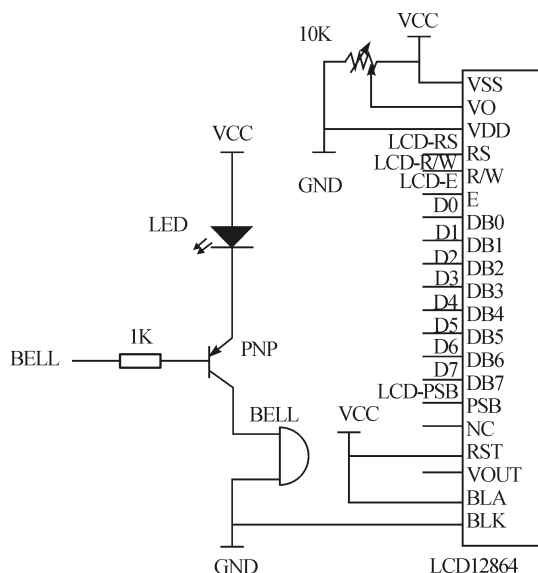 10K
VCC
VSS
VO
VDD
GND
LCD-RS
RS
LCD-R/W
R/W
LCD-E
E
D0
DB0
D1
DB1
D2
DB2
D3
DB3
D4
DB4
D5
DB5
D6
DB6
D7
DB7
LCD-PSB
PSB
NC
VCC
RST
VOUT
BLA
BLK
LCD12864
VCC
LED
1K
PNP
BELL
BELL
GND